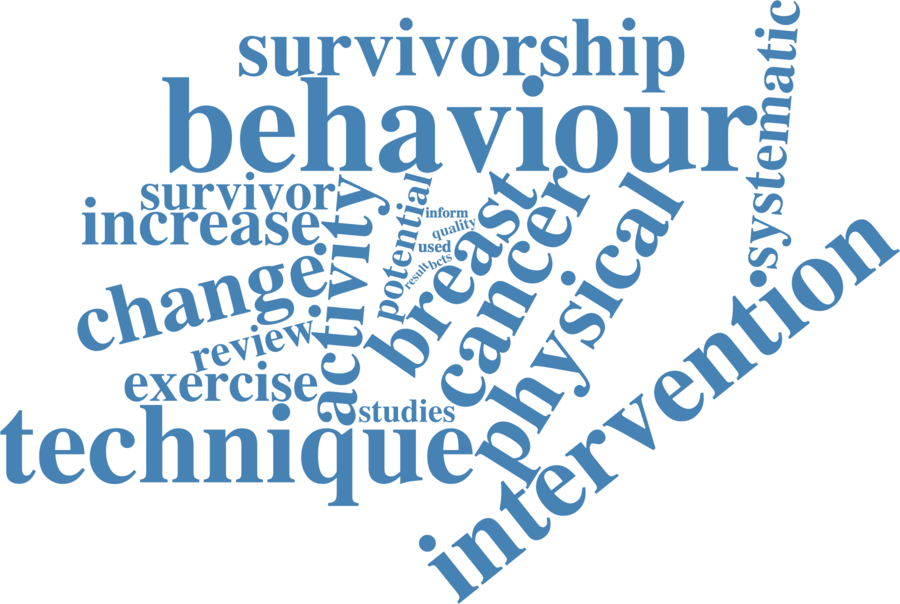 survivorship
systematic
behaviour
survivor
increase
activity
potential
inform
quality
used
bcts
result
breast
cancer
physical
change
review
exercise
studies
technique
intervention